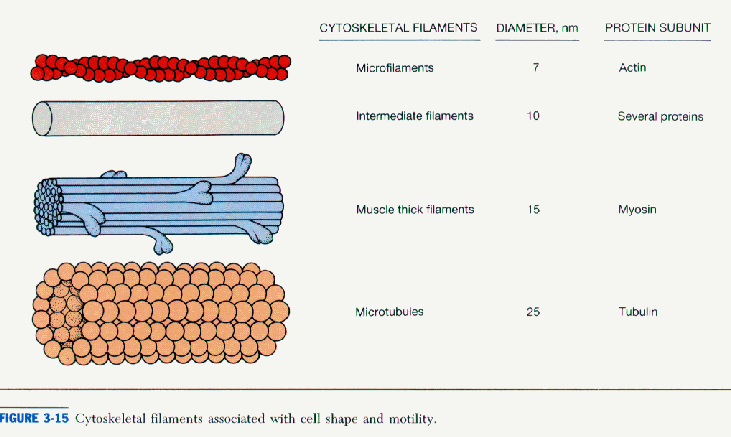 CYTOSKELETAL FILAMENTS DIAMETER, nm PROTEIN SUBUNIT
Microfilaments 7 Actin
Intermediate filaments 10 Several proteins
Muscle thick filaments 15 Myosin
Microtubules 25 Tubulin
FIGURE 3-15 Cytoskeletal filaments associated with cell shape and motility.